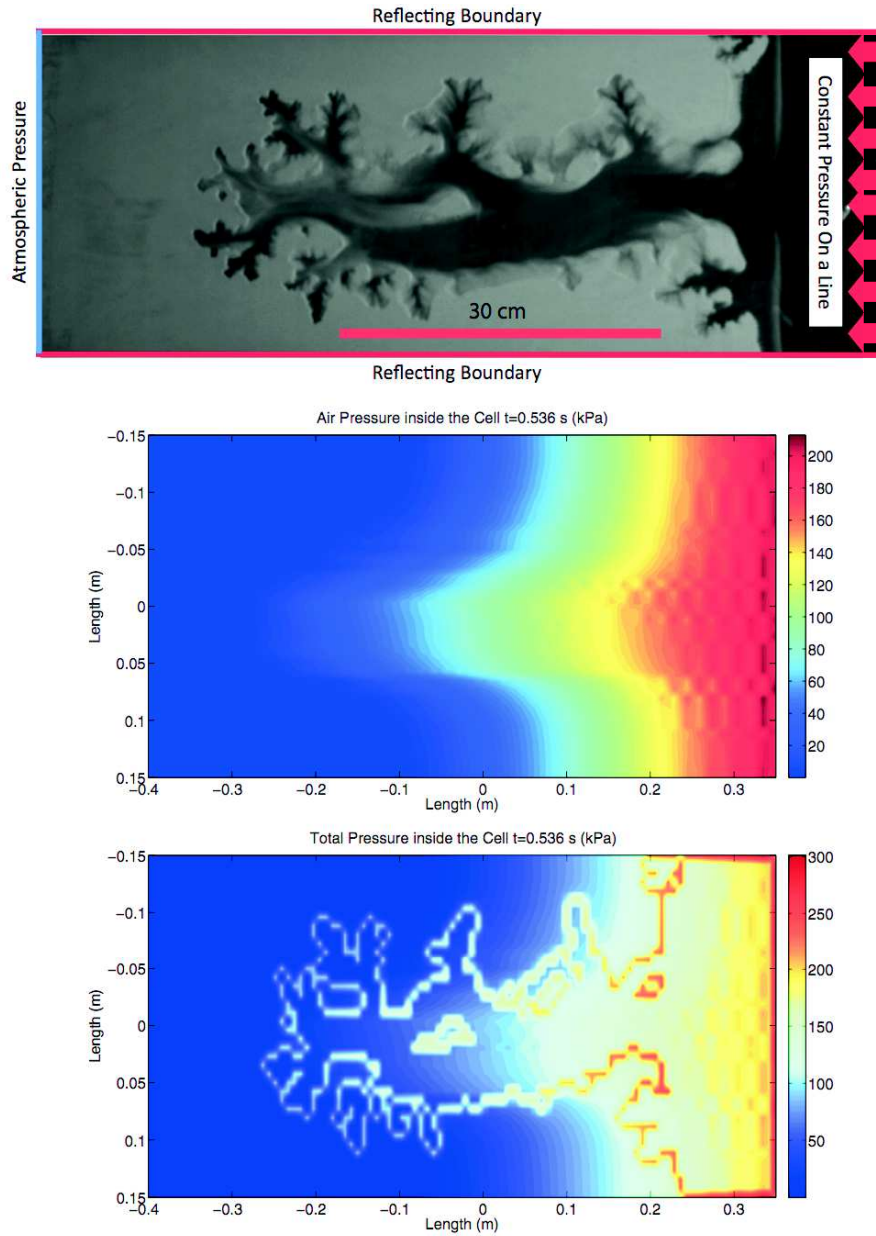 Reflecting Boundary
Atmospheric Pressure
Constant Pressure On a Line
30 cm
Reflecting Boundary
Air Pressure inside the Cell t=0.536 s (kPa)
−0.15
−0.1
−0.05
0
0.05
0.1
0.15
Length (m)
−0.4 −0.3 −0.2 −0.1 0 0.1 0.2 0.3
Length (m)
200
180
160
140
120
100
80
60
40
20
Total Pressure inside the Cell t=0.536 s (kPa)
−0.15
−0.1
−0.05
0
0.05
0.1
0.15
Length (m)
−0.4 −0.3 −0.2 −0.1 0 0.1 0.2 0.3
Length (m)
300
250
200
150
100
50